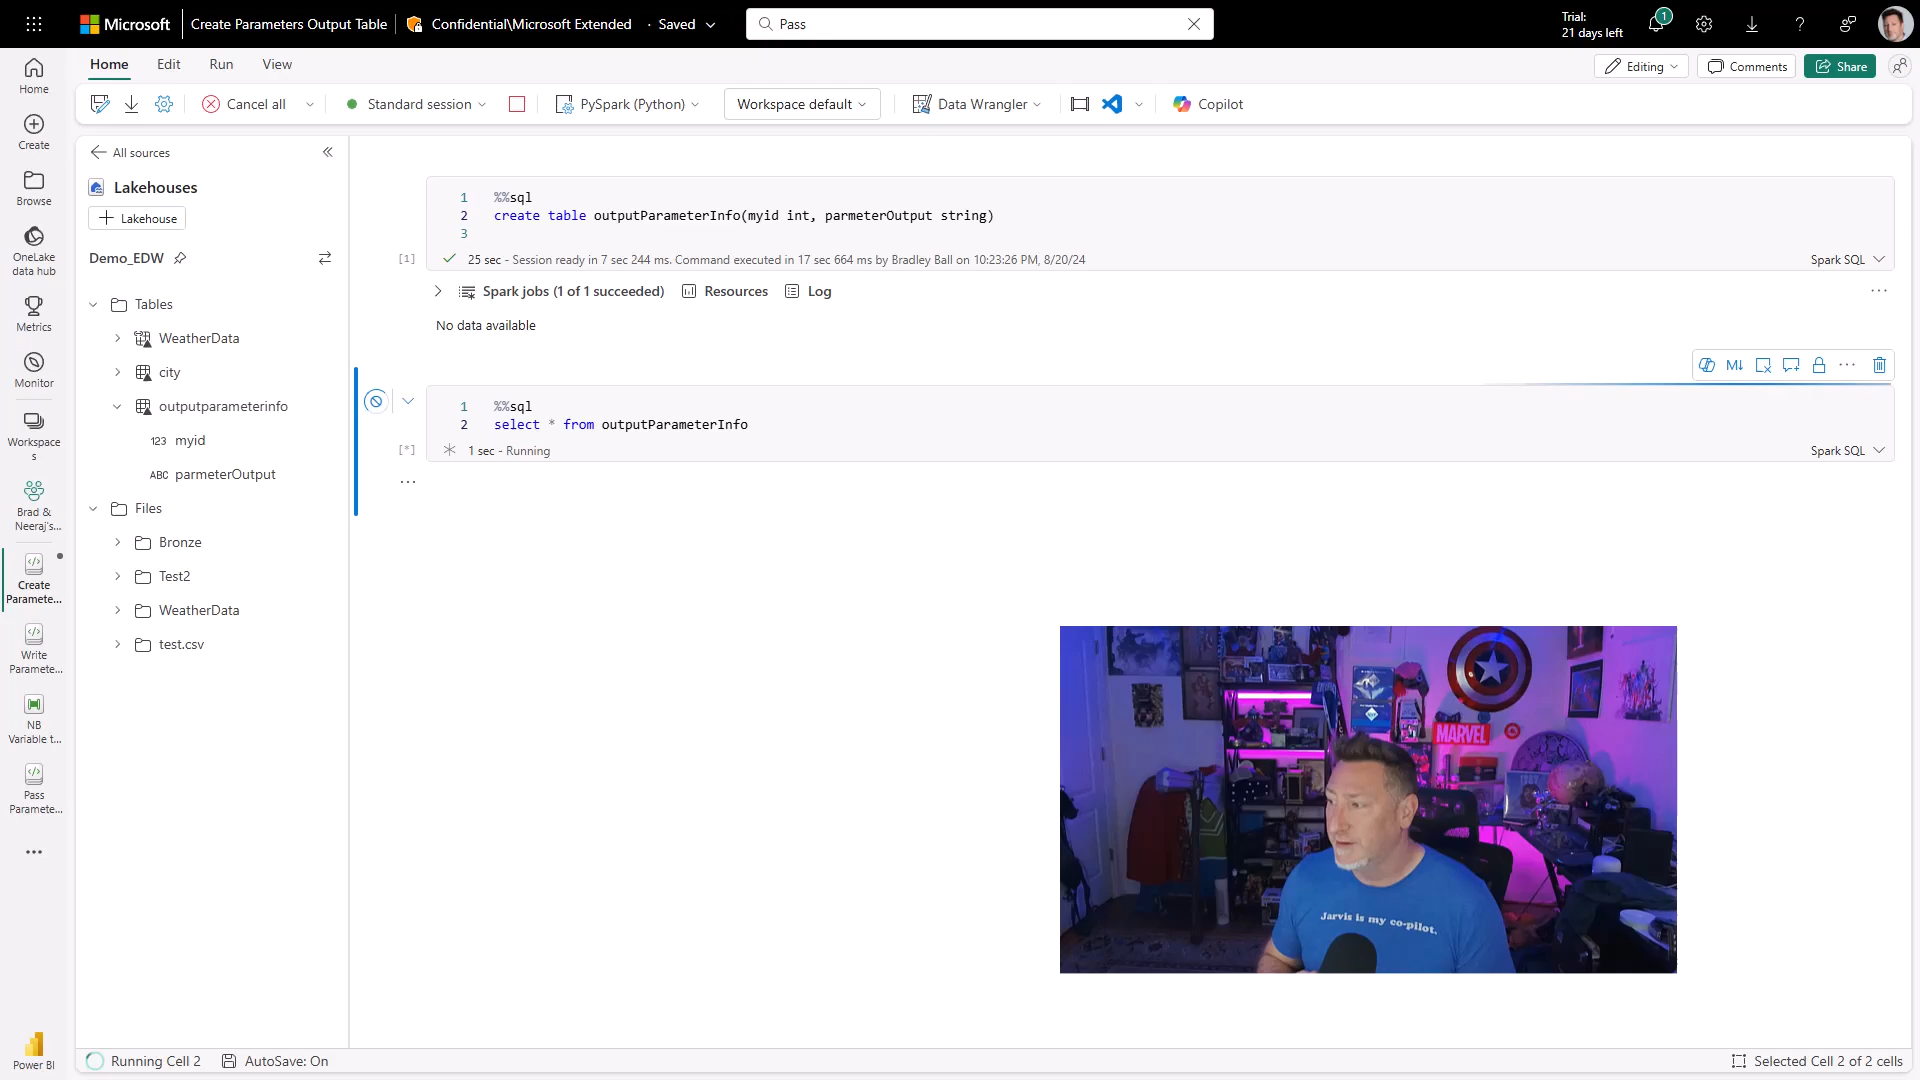 Microsoft
Create Parameters Output Table
Confidential\Microsoft Extended
· Saved
Pass
Trial:
21 days left
1
Home
Edit
Run
View
Editing
Comments
Share
Cancel all
Standard session
PySpark (Python)
Workspace default
Data Wrangler
Copilot
Home
Create
Browse
OneLake
data hub
Metrics
Monitor
Workspace
s
Brad &
Neeraj's...
Create
Paramete...
Write
Paramete...
NB
Variable t...
Pass
Paramete...
Power BI
All sources
Lakehouses
Lakehouse
Demo_EDW
Tables
WeatherData
city
outputparameterinfo
123 myid
ABC parmeterOutput
Files
Bronze
Test2
WeatherData
test.csv
1 %%sql
2 create table outputParameterInfo(myid int, parmeterOutput string)
3
[1]
25 sec - Session ready in 7 sec 244 ms. Command executed in 17 sec 664 ms by Bradley Ball on 10:23:26 PM, 8/20/24
Spark SQL
Spark jobs (1 of 1 succeeded)
Resources
Log
No data available
M↓
1 %%sql
2 select * from outputParameterInfo
[*]
1 sec - Running
Spark SQL
MARVEL
Jarvis is my co-pilot.
Running Cell 2
AutoSave: On
Selected Cell 2 of 2 cells